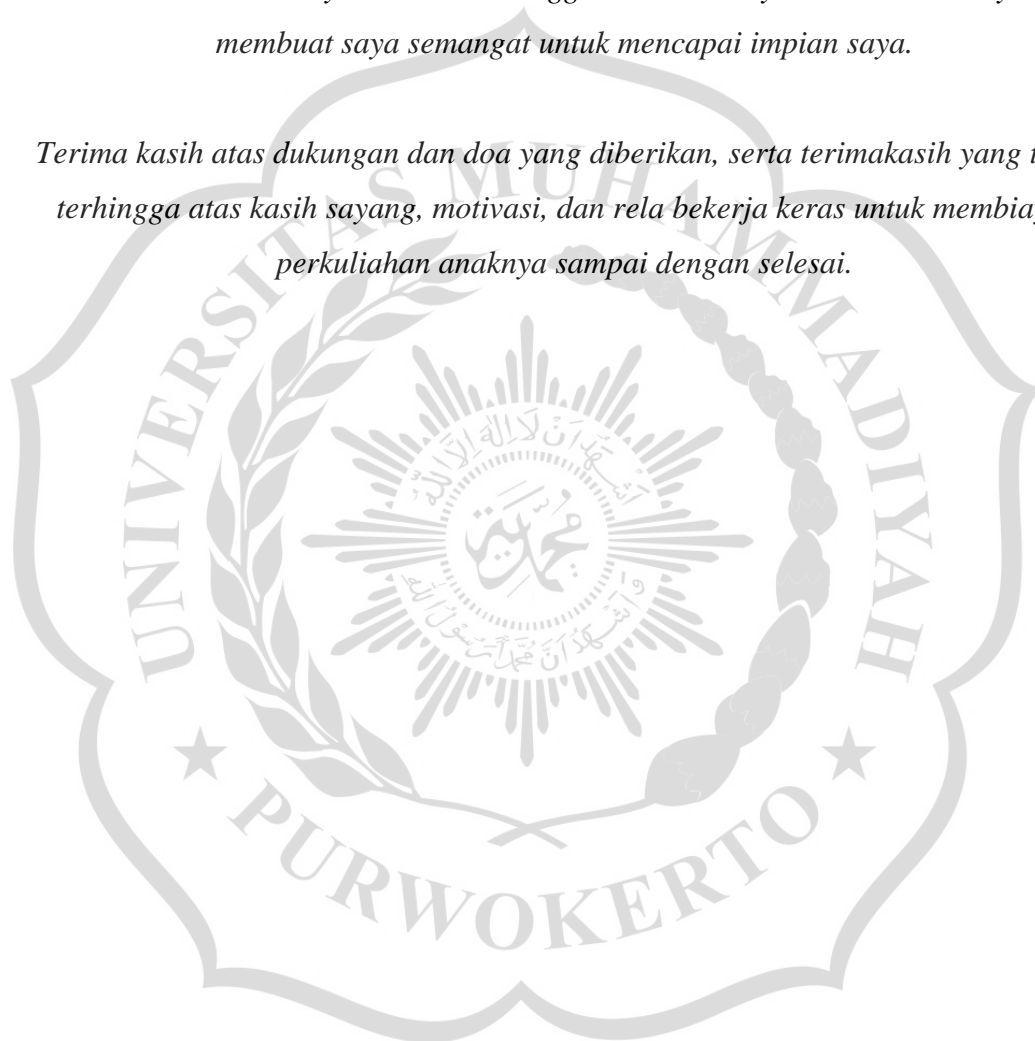 membuat saya semangat untuk mencapai impian saya.
Terima kasih atas dukungan dan doa yang diberikan, serta terimakasih yang
terhingga atas kasih sayang, motivasi, dan rela bekerja keras untuk
perkuliahan anaknya sampai dengan selesai.
UNIVERSITAS MUHAMMADIYAH
PURWOKERTO